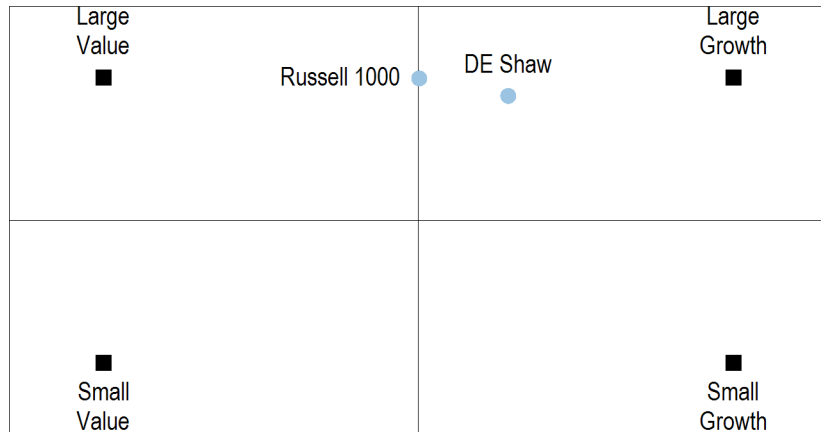 Large
Value
Large
Growth
DE Shaw
Russell 1000
Small
Value
Small
Growth